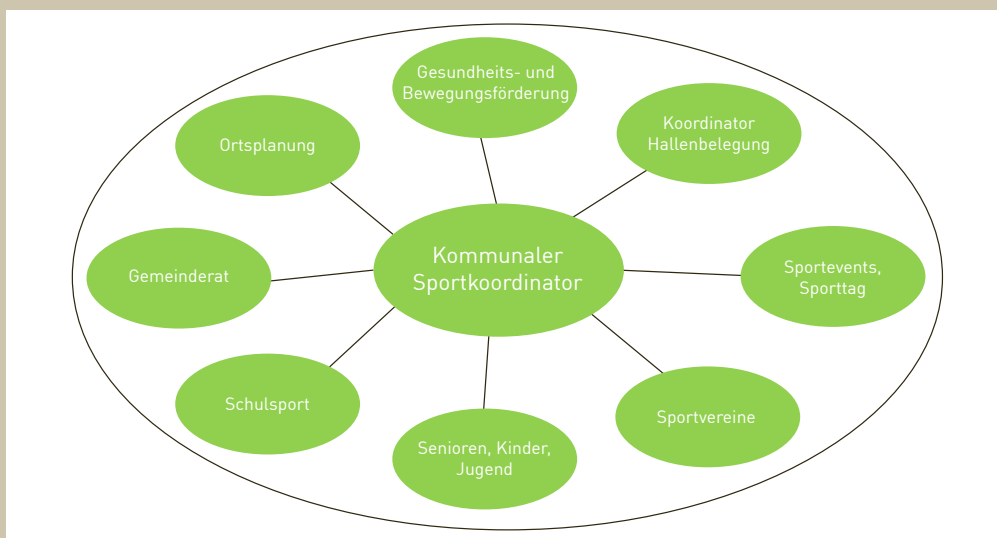 Gesundheits- und
Bewegungsförderung
Koordinator
Hallenbelegung
Ortsplanung
Kommunaler
Sportkoordinator
Gemeinderat
Sportevents,
Sporttag
Schulsport
Sportvereine
Senioren, Kinder,
Jugend